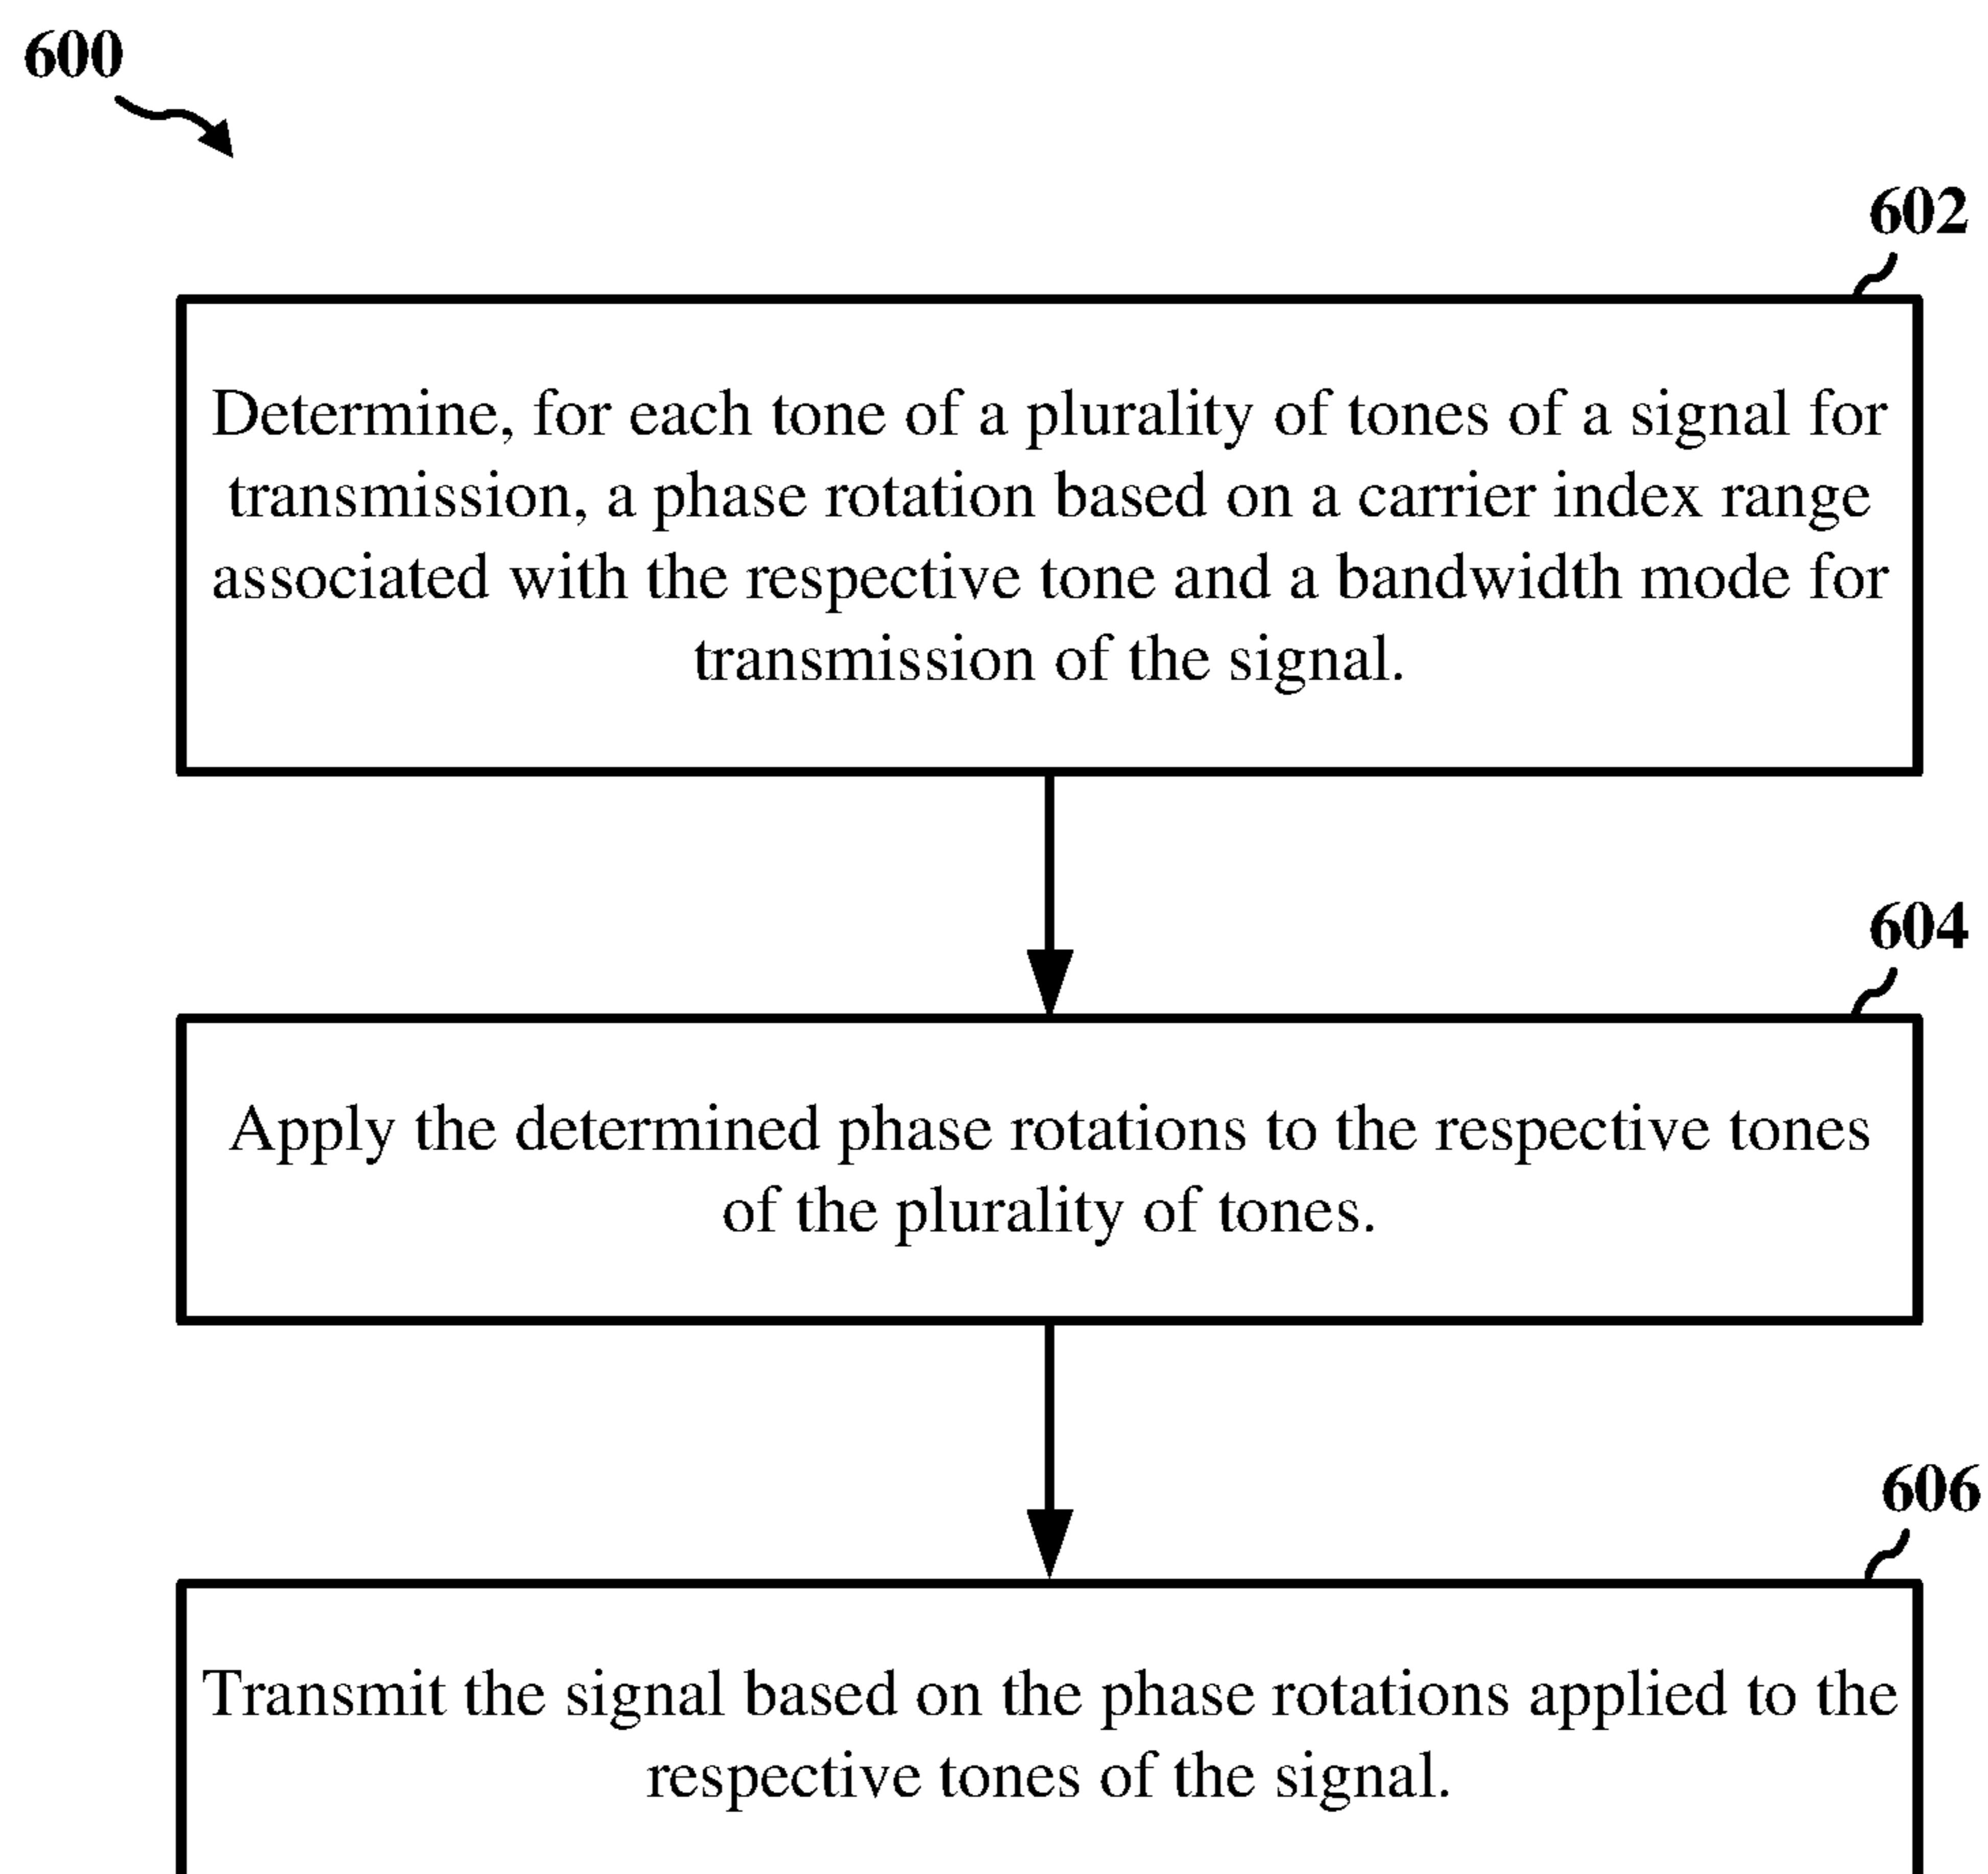 600
602
Determine, for each tone of a plurality of tones of a signal for
transmission, a phase rotation based on a carrier index range
associated with the respective tone and a bandwidth mode for
transmission of the signal.
604
Apply the determined phase rotations to the respective tones
of the plurality of tones.
606
Transmit the signal based on the phase rotations applied to the
respective tones of the signal.